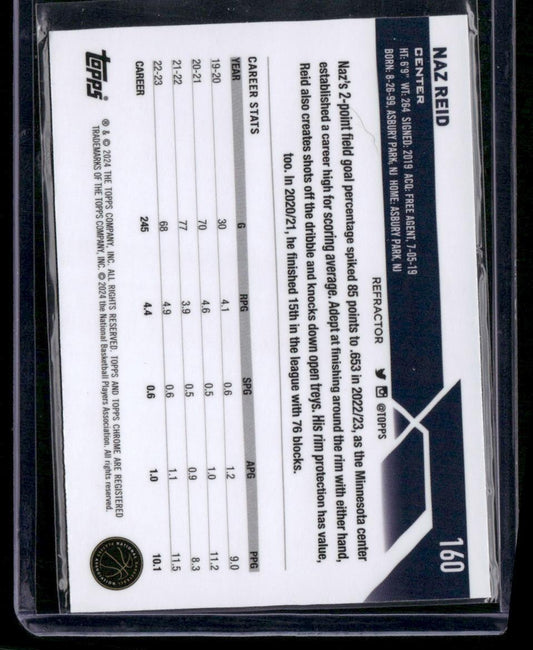 160
NAZ REID
CENTER
HT: 6'9" WT: 264 SIGNED: 2019 ACQ: FREE AGENT, 7-05-19
BORN: 8-26-99, ASBURY PARK, NJ HOME: ASBURY PARK, NJ
REFRACTOR @TOPPS
Naz's 2-point field goal percentage spiked 85 points to .653 in 2022/23, as the Minnesota center
established a career high for scoring average. Adept at finishing around the rim with either hand,
Reid also creates shots off the dribble and knocks down open treys. His rim protection has value,
too. In 2020/21, he finished 15th in the league with 76 blocks.
CAREER STATS
YEAR G RPG SPG APG PPG
19-20 30 4.1 0.6 1.2 9.0
20-21 70 4.6 0.5 1.0 11.2
21-22 77 3.9 0.5 0.9 8.3
22-23 68 4.9 0.6 1.1 11.5
CAREER 245 4.4 0.6 1.0 10.1
topps
® & © 2024 THE TOPPS COMPANY, INC. ALL RIGHTS RESERVED. TOPPS AND TOPPS CHROME ARE REGISTERED
TRADEMARKS OF THE TOPPS COMPANY, INC. © 2024 the National Basketball Players Association. All rights reserved.